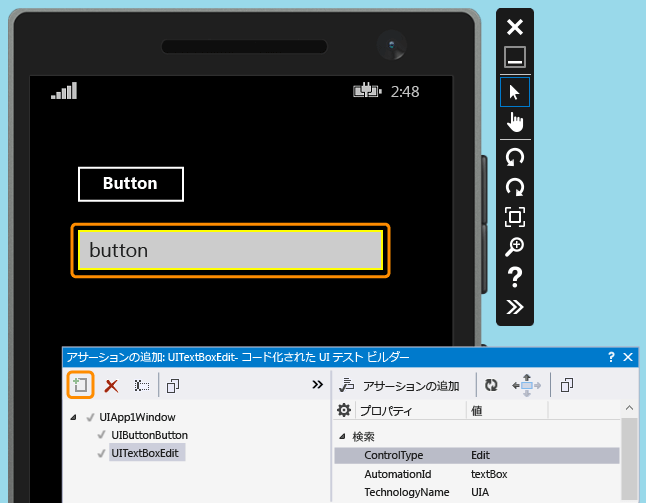 2:48
Button
button
アサーションの追加: UITextBoxEdit- コード化された UI テスト ビルダー
アサーションの追加
プロパティ 値
UIApp1Window
UIButtonButton
UITextBoxEdit
検索
ControlType Edit
AutomationId textBox
TechnologyName UIA